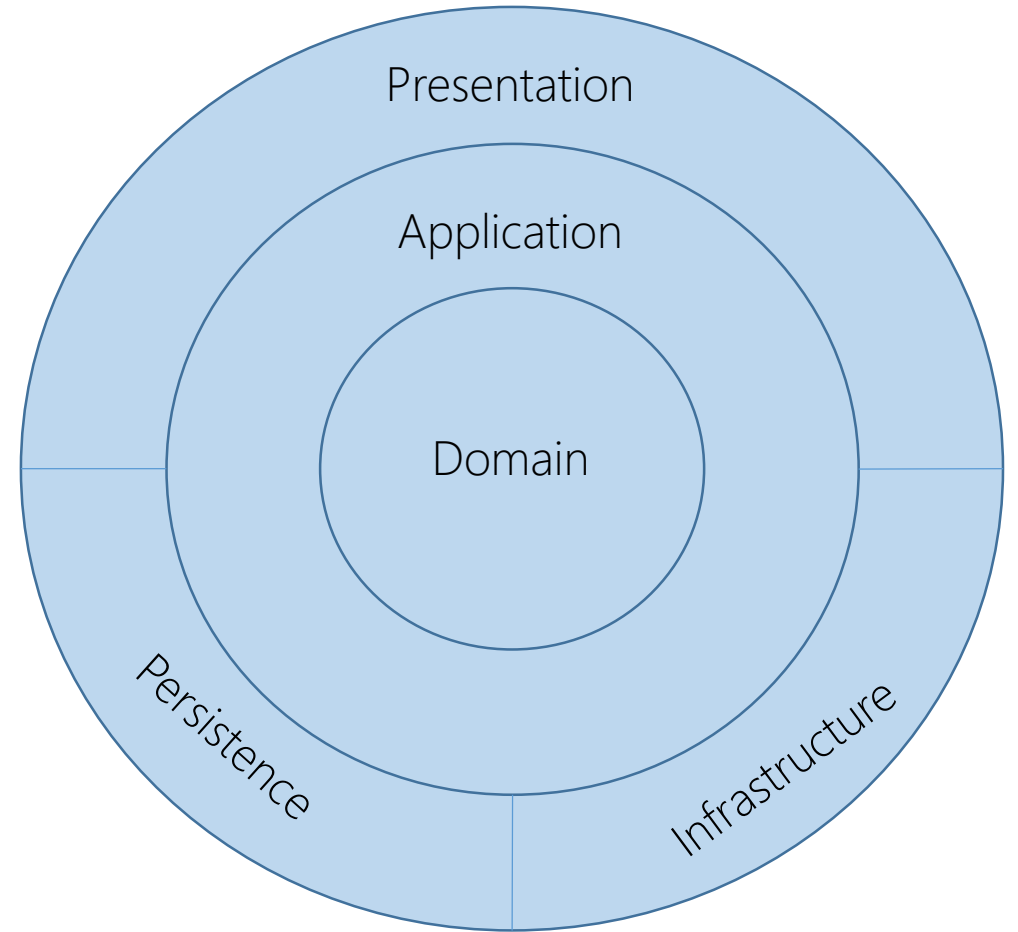 Presentation
Application
Domain
Persistence
Infrastructure